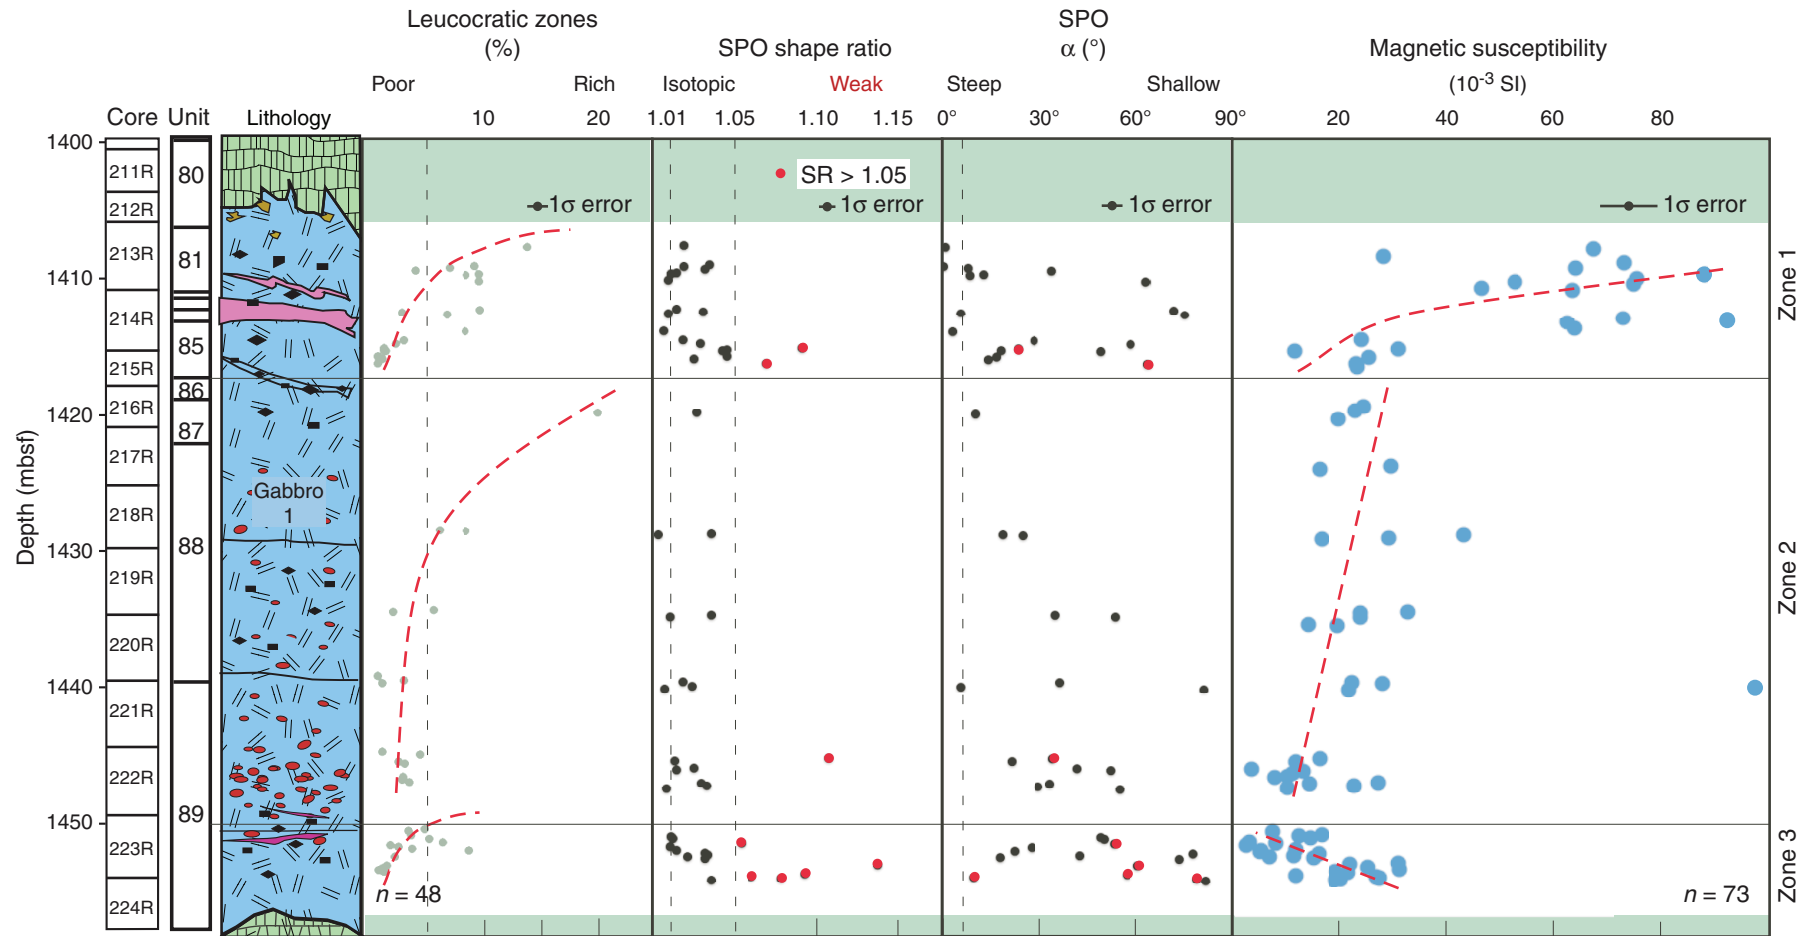 Leucocratic zones
(%)
SPO shape ratio
SPO
α (°)
Magnetic susceptibility
(10-3 SI)
Poor
Rich
Isotopic
Weak
Steep
Shallow
Core
Unit
Lithology
10
20
1.01
1.05
1.10
1.15
0°
30°
60°
90°
20
40
60
80
Depth (mbsf)
1400
1410
1420
1430
1440
1450
211R
212R
213R
214R
215R
216R
217R
218R
219R
220R
221R
222R
223R
224R
80
81
85
86
87
88
89
Gabbro
1
1σ error
SR > 1.05
1σ error
1σ error
1σ error
n = 48
n = 73
Zone 1
Zone 2
Zone 3